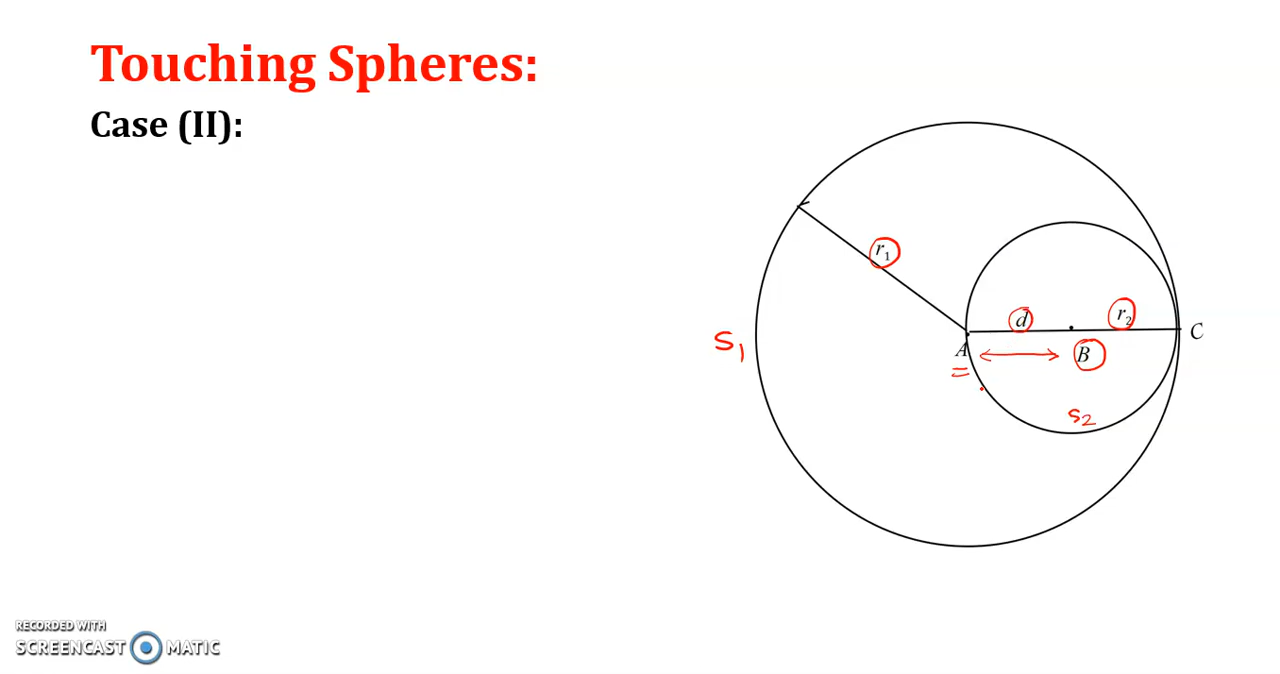 Touching Spheres:
Case (II):
r1
S1
d
r2
C
A
B
S2
RECORDED WITH
SCREENCAST MATIC